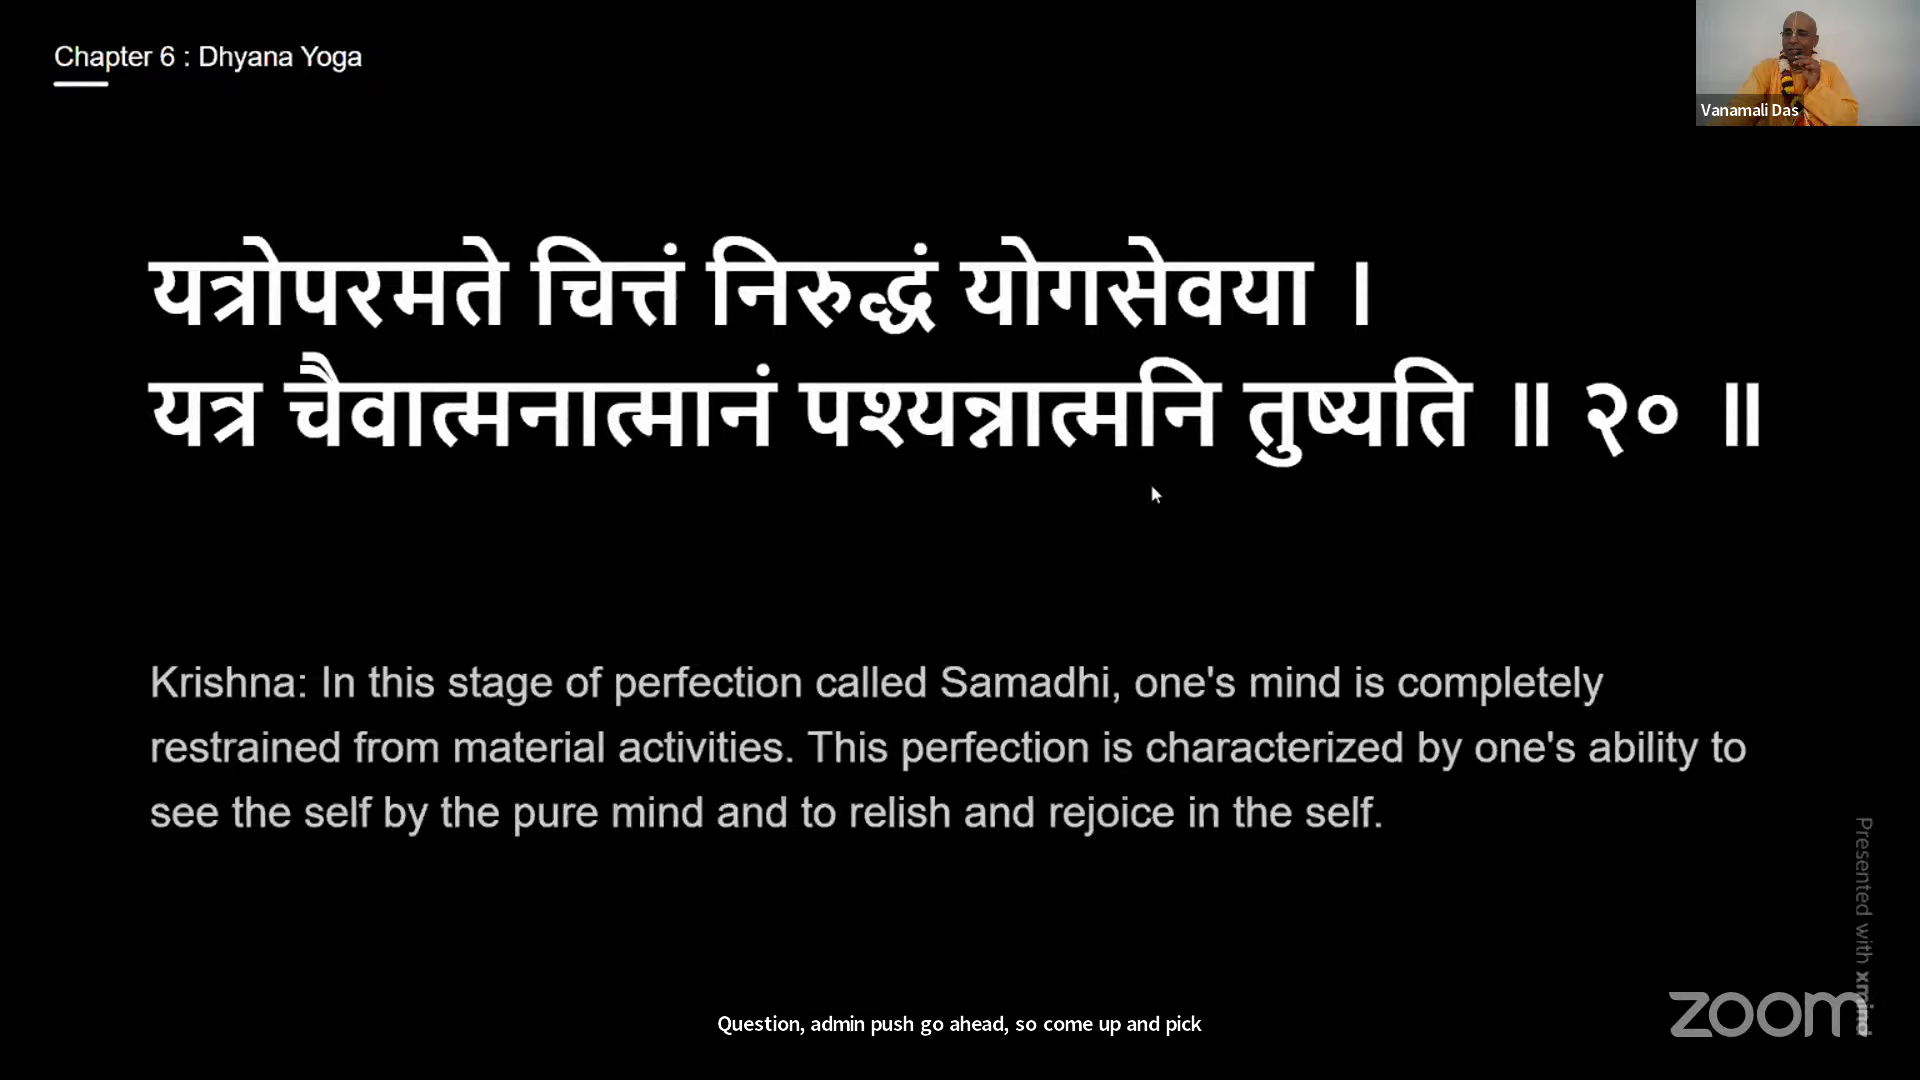 Chapter 6 : Dhyana Yoga
Vanamali Das
यत्रोपरमते चित्तं निरुद्धं योगसेवया ।
यत्र चैवात्मनात्मानं पश्यन्नात्मनि तुष्यति ॥ २० ॥
Krishna: In this stage of perfection called Samadhi, one's mind is completely
restrained from material activities. This perfection is characterized by one's ability to
see the self by the pure mind and to relish and rejoice in the self.
Presented with xmind
zoom
Question, admin push go ahead, so come up and pick